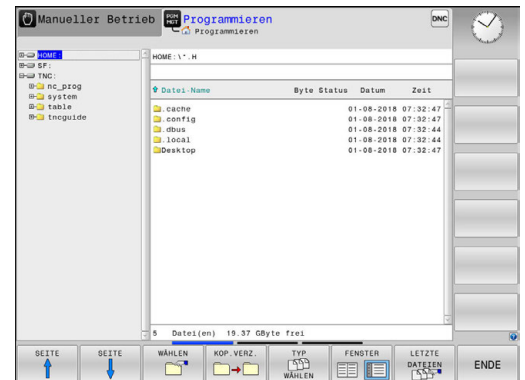 Manueller Betrieb
PGM MGT
Programmieren
Programmieren
DNC
HOME:
SF:
TNC:
nc_prog
system
table
tncguide
HOME:\*.H
Datei-Name Byte Status Datum Zeit
.cache 01-08-2018 07:32:47
.config 01-08-2018 07:32:47
.dbus 01-08-2018 07:32:44
.local 01-08-2018 07:32:44
Desktop 01-08-2018 07:32:47
5 Datei(en) 19.37 GByte frei
SEITE
SEITE
WÄHLEN
KOP.VERZ.
TYP
WÄHLEN
FENSTER
LETZTE
DATEIEN
ENDE